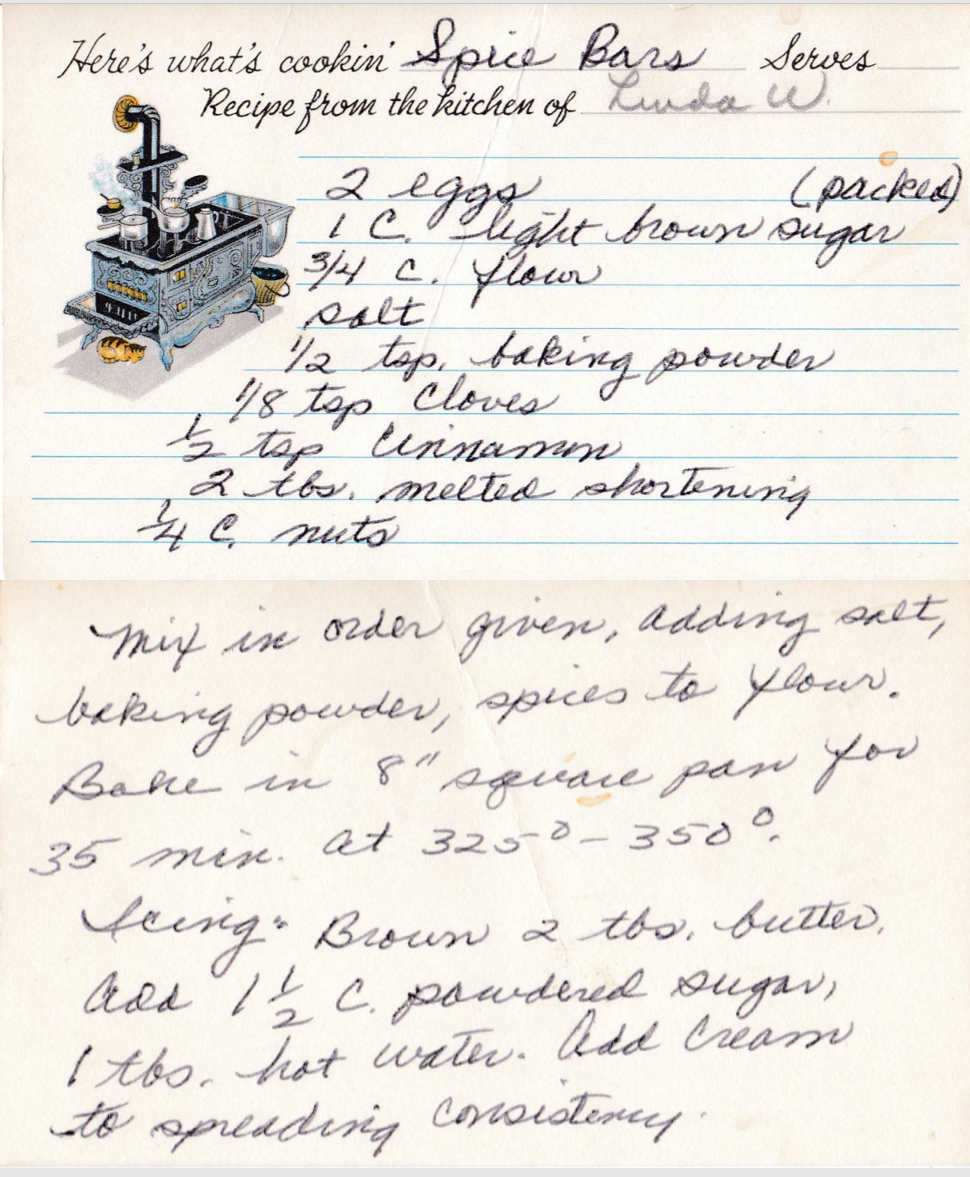 Here's what's cookin' Spice Bars Serves
Recipe from the kitchen of Linda W.
2 eggs (packed)
1 C. light brown sugar
3/4 C. flour
salt
1/2 tsp. baking powder
1/8 tsp Cloves
1/2 tsp Cinnamon
2 tbs. melted shortening
1/4 C. nuts
Mix in order given, adding salt,
baking powder, spices to flour.
Bake in 8" square pan for
35 min. at 325° - 350°.
Icing: Brown 2 tbs. butter.
Add 1 1/2 C. powdered sugar,
1 tbs. hot water. Add Cream
to spreading consistency.